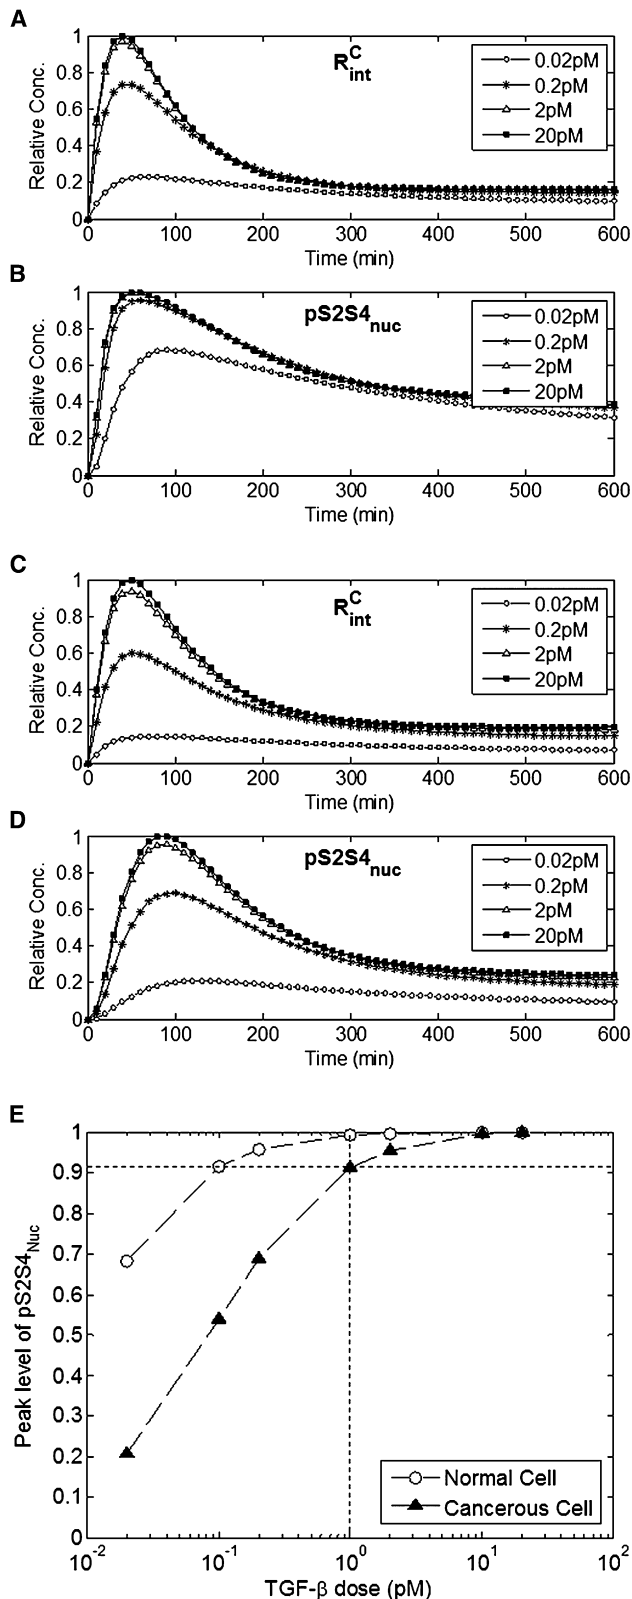 A
1
0.8
0.6
0.4
0.2
0
Relative Conc.
R_int^C
0.02pM
0.2pM
2pM
20pM
0 100 200 300 400 500 600
Time (min)
B
1
0.8
0.6
0.4
0.2
0
Relative Conc.
pS2S4_nuc
0.02pM
0.2pM
2pM
20pM
0 100 200 300 400 500 600
Time (min)
C
1
0.8
0.6
0.4
0.2
0
Relative Conc.
R_int^C
0.02pM
0.2pM
2pM
20pM
0 100 200 300 400 500 600
Time (min)
D
1
0.8
0.6
0.4
0.2
0
Relative Conc.
pS2S4_nuc
0.02pM
0.2pM
2pM
20pM
0 100 200 300 400 500 600
Time (min)
E
1
0.9
0.8
0.7
0.6
0.5
0.4
0.3
0.2
0.1
0
Peak level of pS2S4_Nuc
Normal Cell
Cancerous Cell
10^-2 10^-1 10^0 10^1 10^2
TGF-β dose (pM)